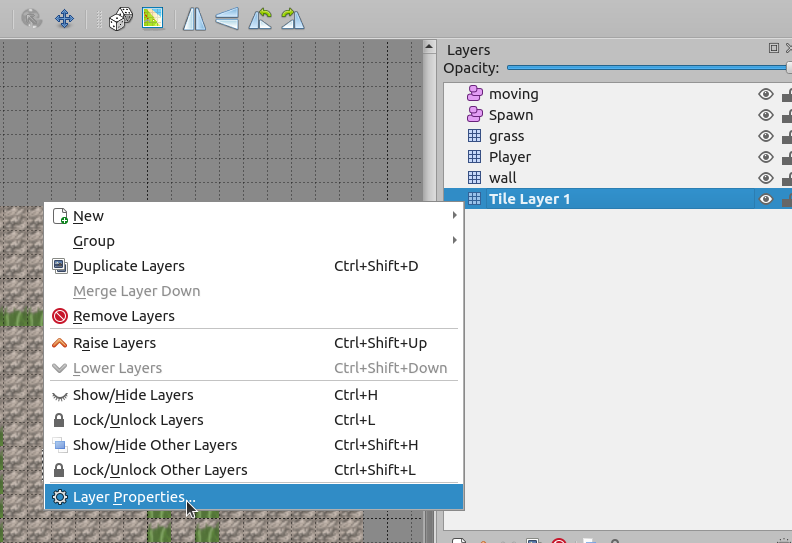 Layers
Opacity:
moving
Spawn
grass
Player
wall
Tile Layer 1
New
Group
Duplicate Layers Ctrl+Shift+D
Merge Layer Down
Remove Layers
Raise Layers Ctrl+Shift+Up
Lower Layers Ctrl+Shift+Down
Show/Hide Layers Ctrl+H
Lock/Unlock Layers Ctrl+L
Show/Hide Other Layers Ctrl+Shift+H
Lock/Unlock Other Layers Ctrl+Shift+L
Layer Properties...